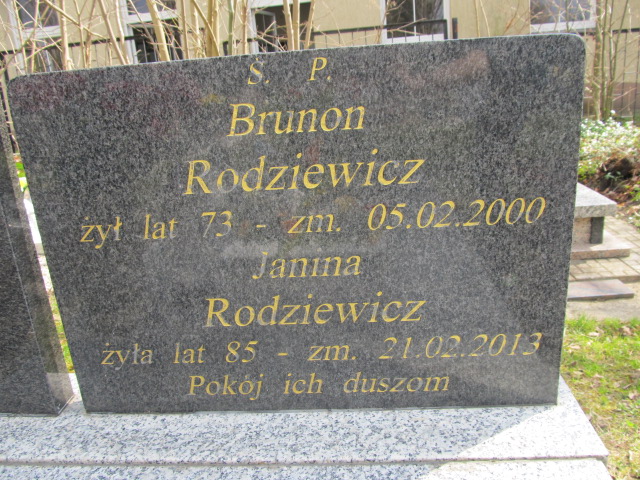 Ś. P.
Brunon
Rodziewicz
żył lat 73 - zm. 05.02.2000
Janina
Rodziewicz
żyła lat 85 - zm. 21.02.2013
Pokój ich duszom